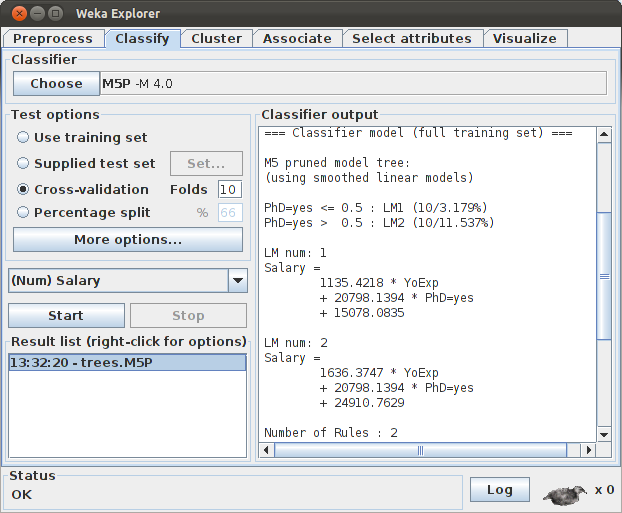 Weka Explorer
Preprocess Classify Cluster Associate Select attributes Visualize
Classifier
Choose M5P -M 4.0
Test options
Use training set
Supplied test set Set...
Cross-validation Folds 10
Percentage split % 66
More options...
(Num) Salary
Start Stop
Result list (right-click for options)
13:32:20 - trees.M5P
Classifier output
=== Classifier model (full training set) ===
M5 pruned model tree:
(using smoothed linear models)
PhD=yes <= 0.5 : LM1 (10/3.179%)
PhD=yes > 0.5 : LM2 (10/11.537%)
LM num: 1
Salary =
1135.4218 * YoExp
+ 20798.1394 * PhD=yes
+ 15078.0835
LM num: 2
Salary =
1636.3747 * YoExp
+ 20798.1394 * PhD=yes
+ 24910.7629
Number of Rules : 2
Status
OK
Log x 0